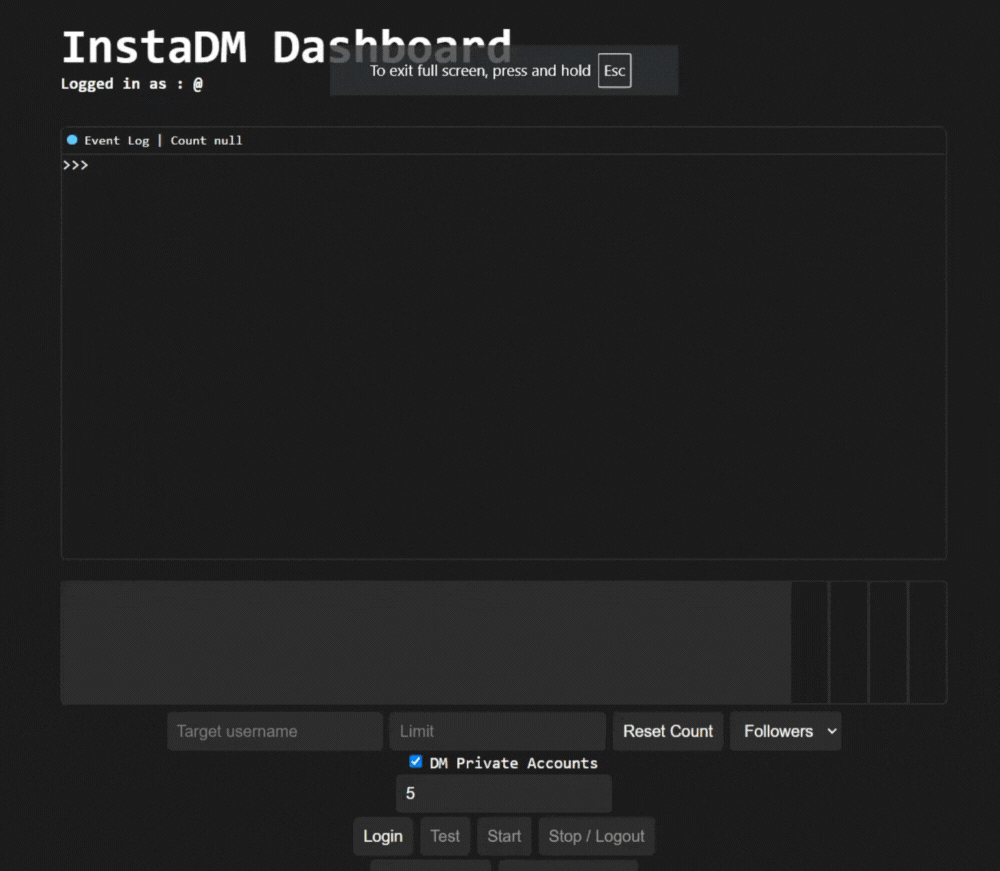 InstaDM Dashboard
To exit full screen, press and hold Esc
Logged in as : @
Event Log | Count null
>>>
Target username Limit Reset Count Followers
DM Private Accounts
5
Login Test Start Stop / Logout